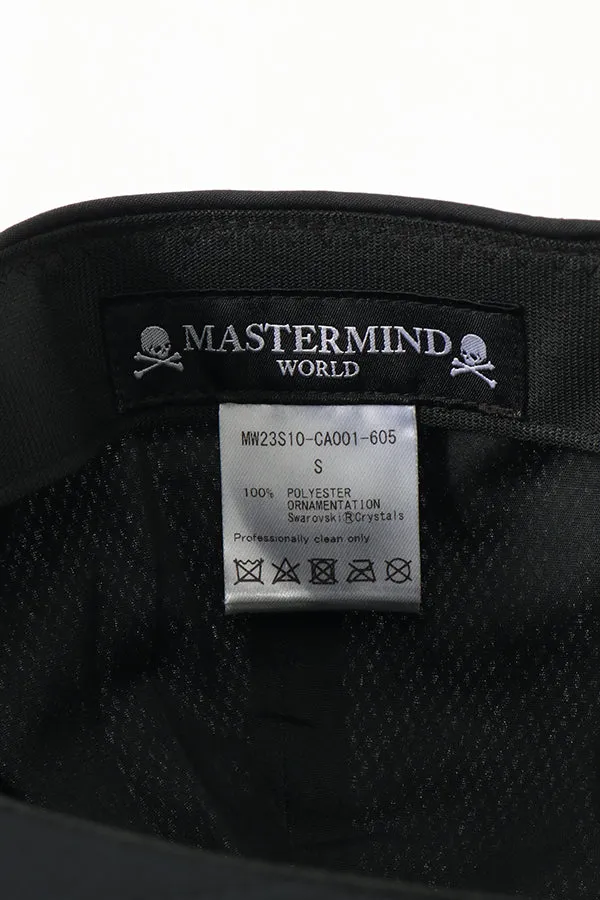 MASTERMIND
WORLD
MW23S10-CA001-605
S
100% POLYESTER
ORNAMENTATION
Swarovski®Crystals
Professionally clean only